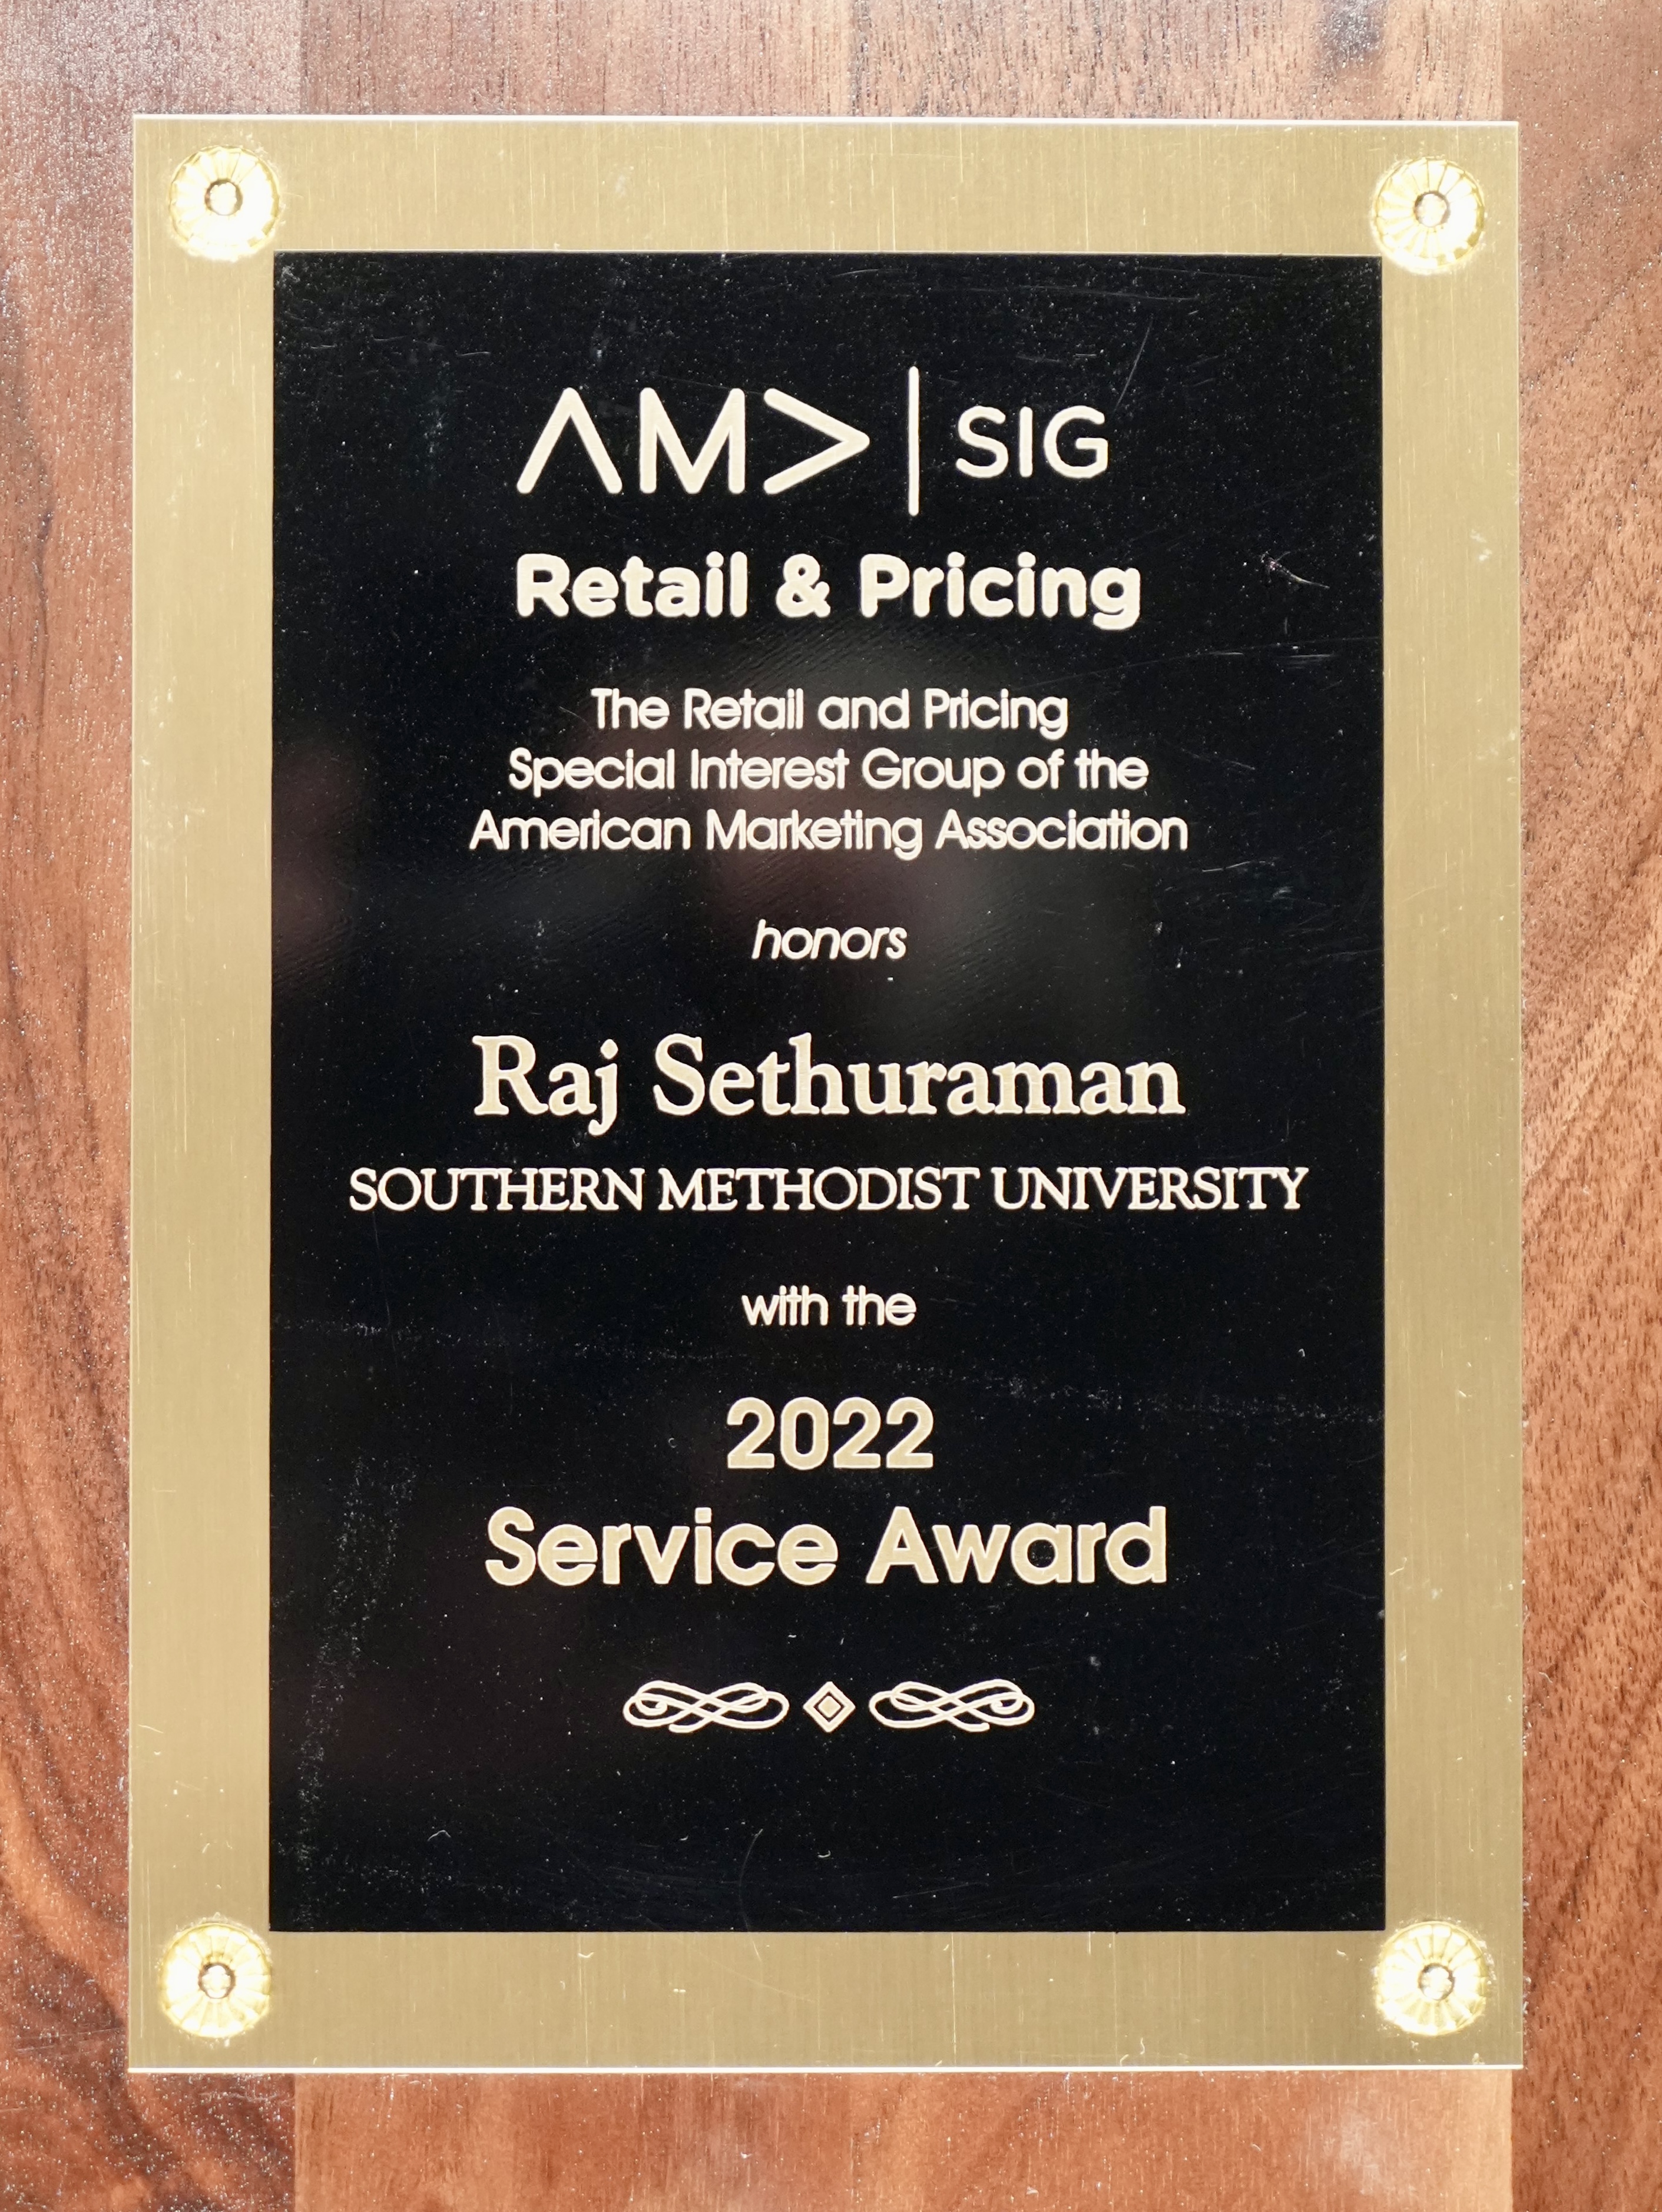 AMA | SIG
Retail & Pricing
The Retail and Pricing
Special Interest Group of the
American Marketing Association
honors
Raj Sethuraman
SOUTHERN METHODIST UNIVERSITY
with the
2022
Service Award